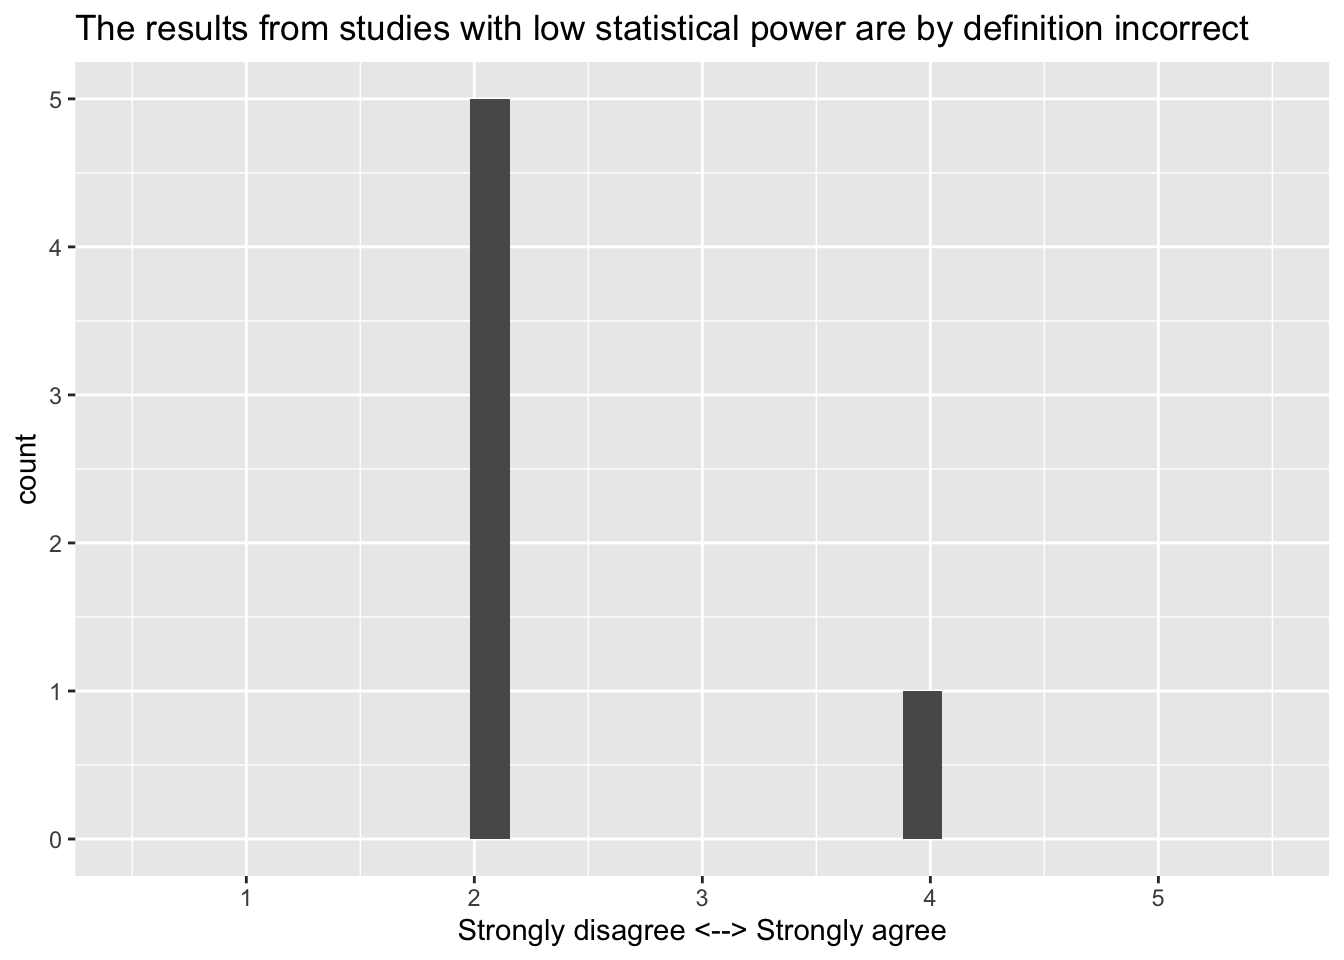 The results from studies with low statistical power are by definition incorrect
5
4
3
2
1
0
count
1 2 3 4 5
Strongly disagree <--> Strongly agree